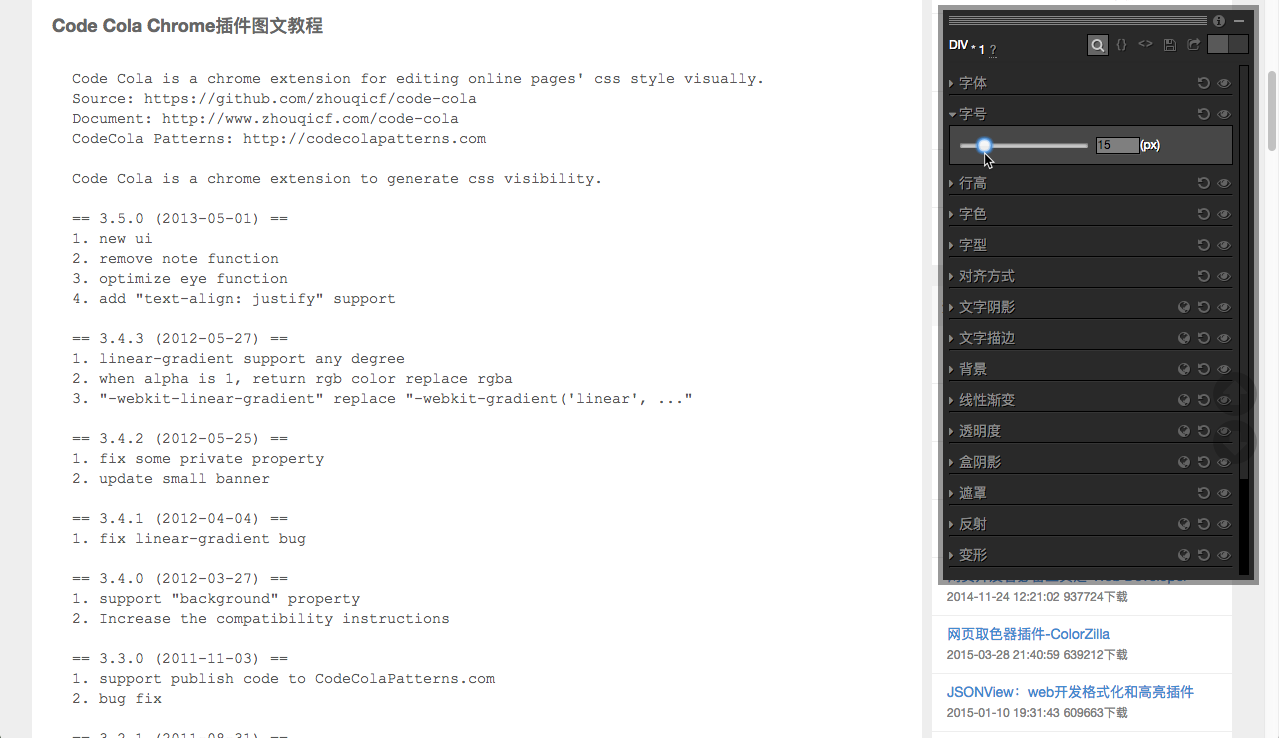 Code Cola Chrome插件图文教程
Code Cola is a chrome extension for editing online pages' css style visually.
Source: https://github.com/zhouqicf/code-cola
Document: http://www.zhouqicf.com/code-cola
CodeCola Patterns: http://codecolapatterns.com
Code Cola is a chrome extension to generate css visibility.
== 3.5.0 (2013-05-01) ==
1. new ui
2. remove note function
3. optimize eye function
4. add "text-align: justify" support
== 3.4.3 (2012-05-27) ==
1. linear-gradient support any degree
2. when alpha is 1, return rgb color replace rgba
3. "-webkit-linear-gradient" replace "-webkit-gradient('linear', ..."
== 3.4.2 (2012-05-25) ==
1. fix some private property
2. update small banner
== 3.4.1 (2012-04-04) ==
1. fix linear-gradient bug
== 3.4.0 (2012-03-27) ==
1. support "background" property
2. Increase the compatibility instructions
== 3.3.0 (2011-11-03) ==
1. support publish code to CodeColaPatterns.com
2. bug fix
== 3.2.1 (2011-08-31) ==
DIV * 1 ?
{} <>
字体
字号
15 (px)
行高
字色
字型
对齐方式
文字阴影
文字描边
背景
线性渐变
透明度
盒阴影
遮罩
反射
变形
2014-11-24 12:21:02 937724下载
网页取色器插件-ColorZilla
2015-03-28 21:40:59 639212下载
JSONView：web开发格式化和高亮插件
2015-01-10 19:31:43 609663下载